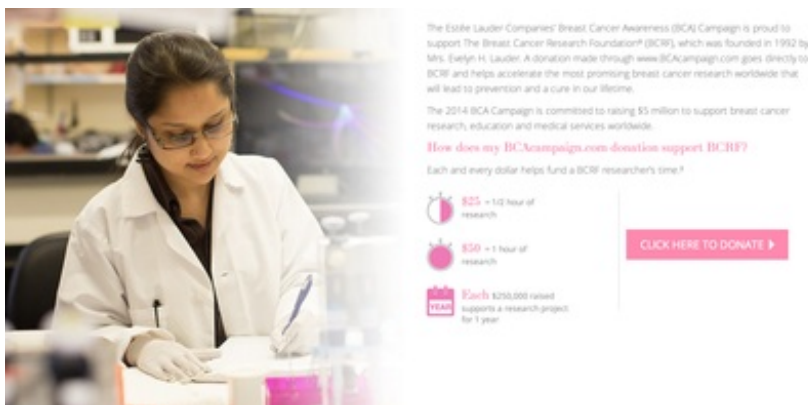 The Estée Lauder Companies' Breast Cancer Awareness (BCA) Campaign is proud to
support The Breast Cancer Research Foundation® (BCRF), which was founded in 1992 by
Mrs. Evelyn H. Lauder. A donation made through www.BCAcampaign.com goes directly to
BCRF and helps accelerate the most promising breast cancer research worldwide that
will lead to prevention and a cure in our lifetime.
The 2014 BCA Campaign is committed to raising $5 million to support breast cancer
research, education and medical services worldwide.
How does my BCAcampaign.com donation support BCRF?
Each and every dollar helps fund a BCRF researcher's time:
$25 = 1/2 hour of
research
$50 = 1 hour of
research
CLICK HERE TO DONATE
YEAR
Each $250,000 raised
supports a research project
for 1 year